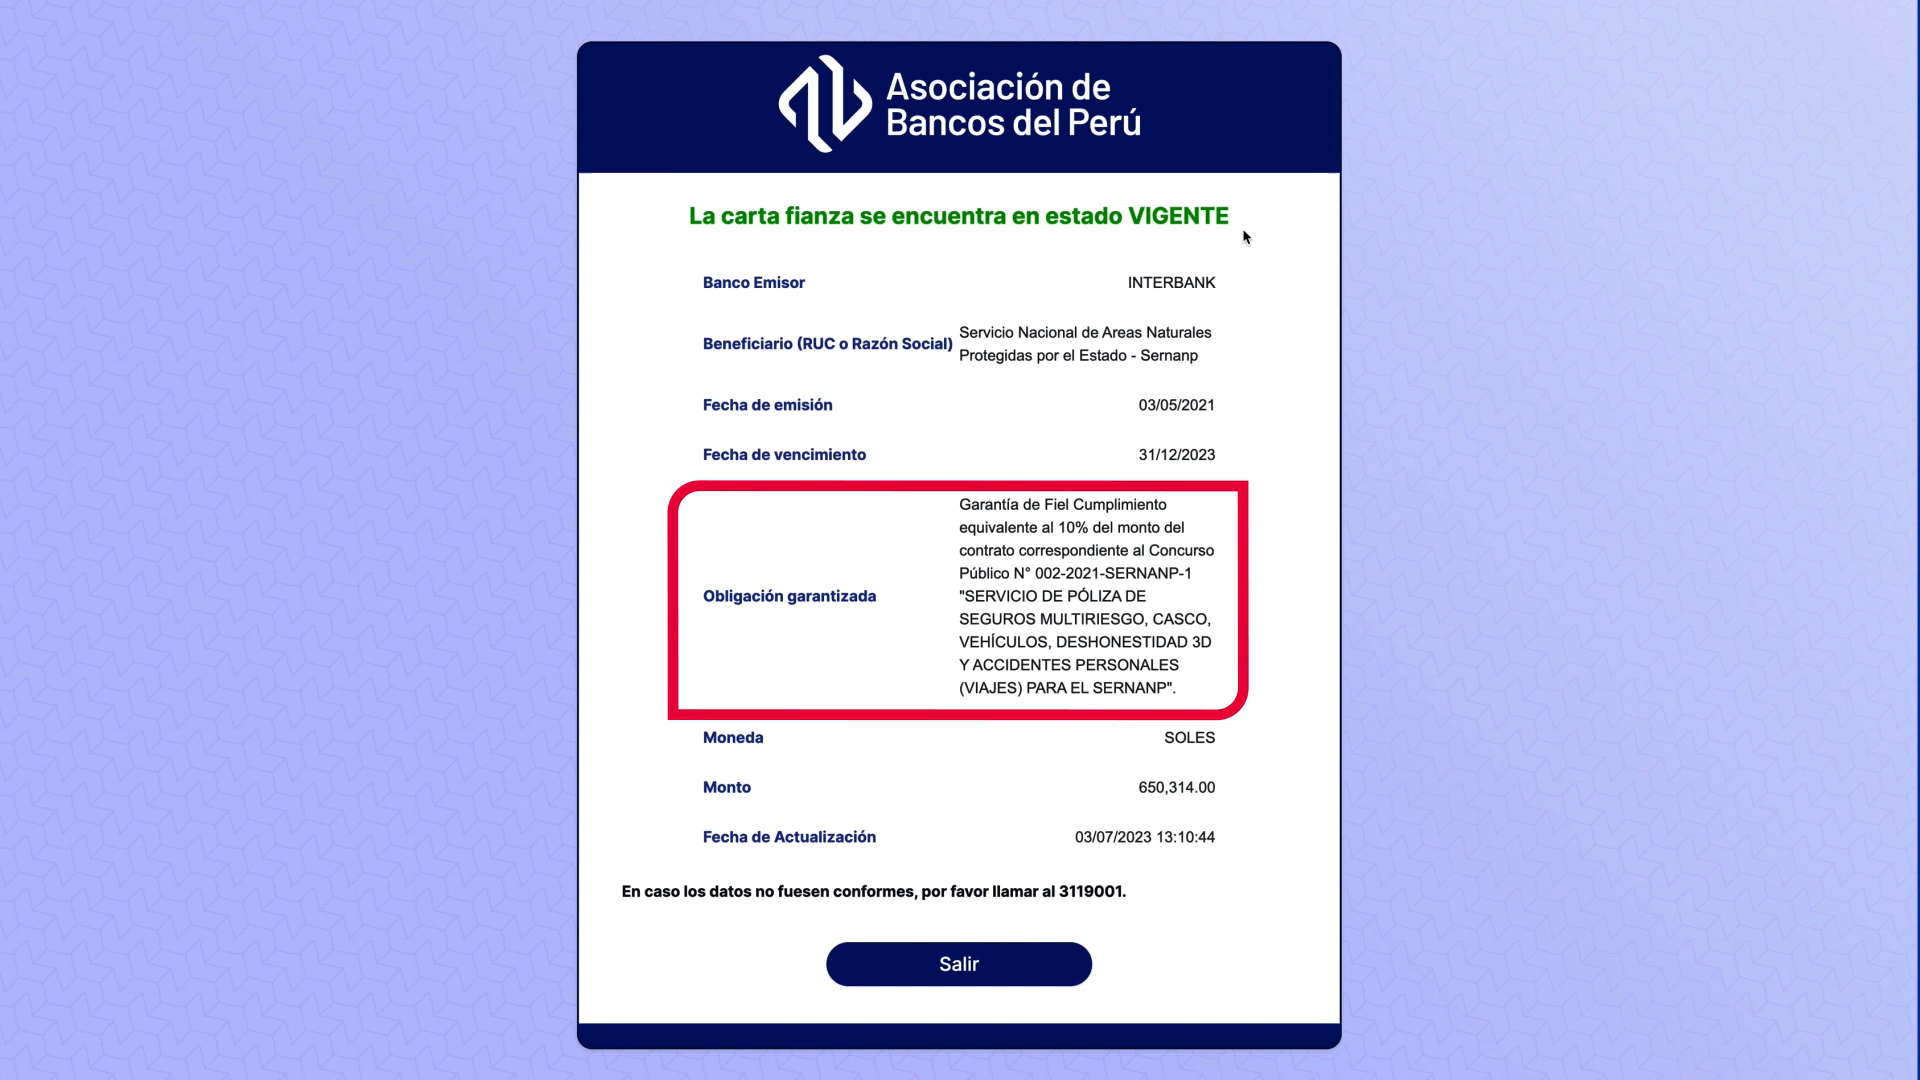 Asociación de
Bancos del Perú
La carta fianza se encuentra en estado VIGENTE
Banco Emisor INTERBANK
Beneficiario (RUC o Razón Social) Servicio Nacional de Areas Naturales
Protegidas por el Estado - Sernanp
Fecha de emisión 03/05/2021
Fecha de vencimiento 31/12/2023
Obligación garantizada
Garantía de Fiel Cumplimiento
equivalente al 10% del monto del
contrato correspondiente al Concurso
Público N° 002-2021-SERNANP-1
"SERVICIO DE PÓLIZA DE
SEGUROS MULTIRIESGO, CASCO,
VEHÍCULOS, DESHONESTIDAD 3D
Y ACCIDENTES PERSONALES
(VIAJES) PARA EL SERNANP".
Moneda SOLES
Monto 650,314.00
Fecha de Actualización 03/07/2023 13:10:44
En caso los datos no fuesen conformes, por favor llamar al 3119001.
Salir